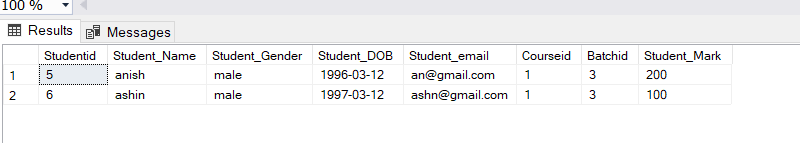 100 %
Results Messages
Studentid Student_Name Student_Gender Student_DOB Student_email Courseid Batchid Student_Mark
1 5 anish male 1996-03-12 an@gmail.com 1 3 200
2 6 ashin male 1997-03-12 ashn@gmail.com 1 3 100